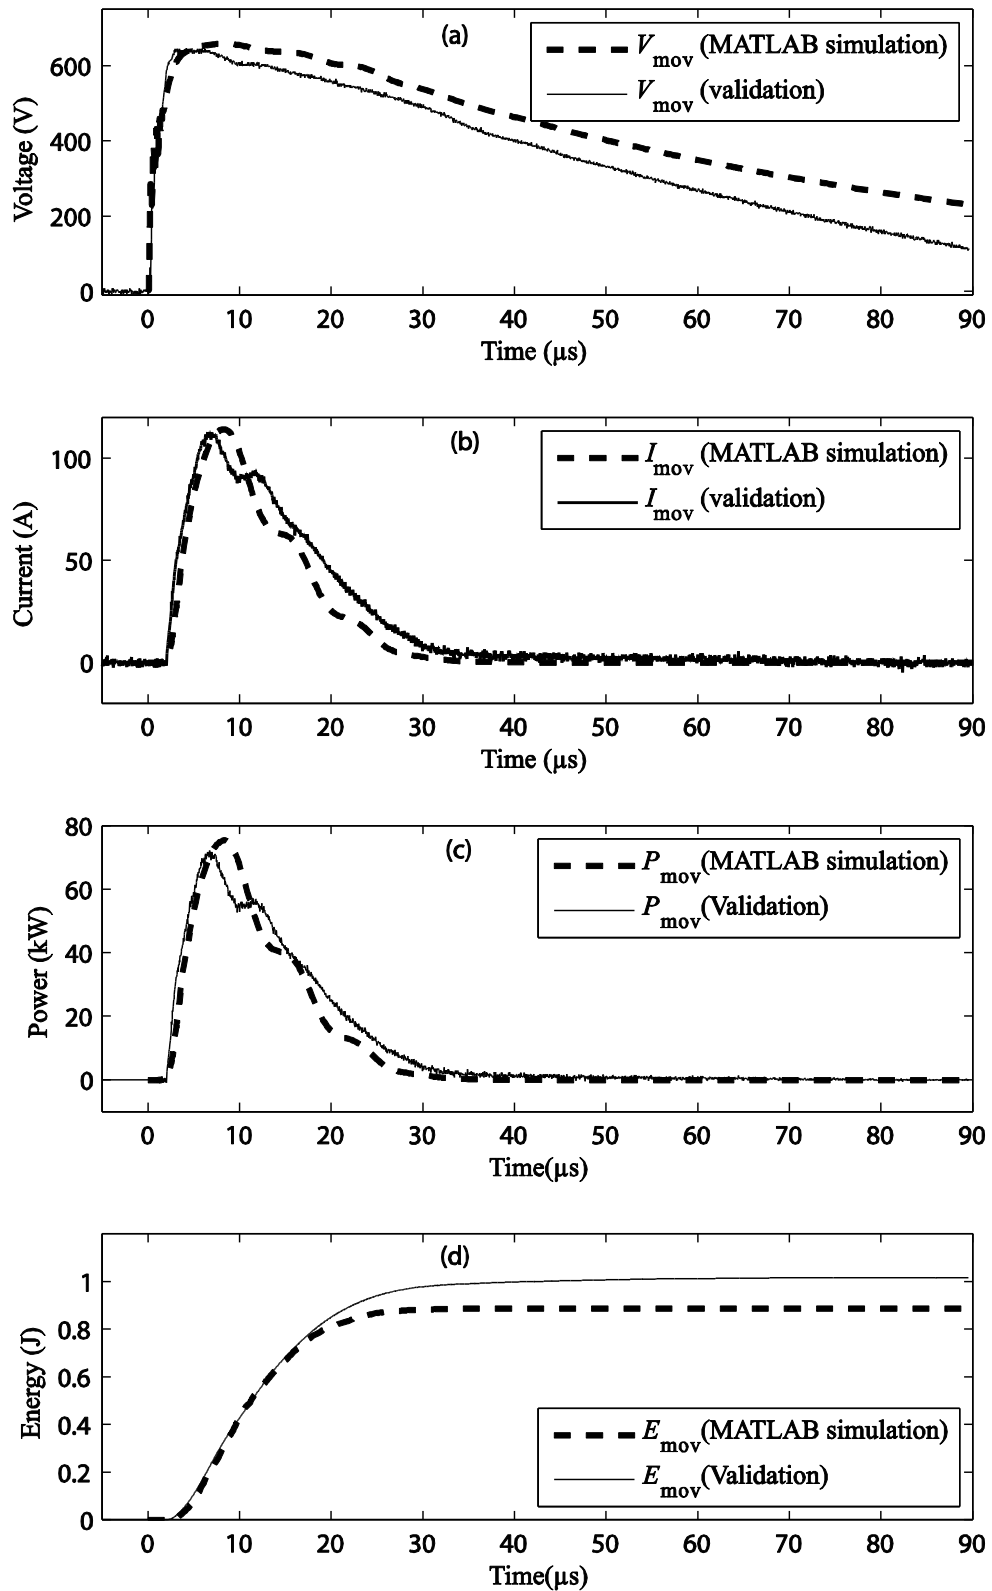 (a)
V mov (MATLAB simulation)
V mov (validation)
Voltage (V)
600
400
200
0
0 10 20 30 40 50 60 70 80 90
Time (µs)
(b)
I mov (MATLAB simulation)
I mov (validation)
Current (A)
100
50
0
0 10 20 30 40 50 60 70 80 90
Time (µs)
(c)
P mov (MATLAB simulation)
P mov (Validation)
Power (kW)
80
60
40
20
0
0 10 20 30 40 50 60 70 80 90
Time(µs)
(d)
Energy (J)
1
0.8
0.6
0.4
0.2
0
E mov (MATLAB simulation)
E mov (Validation)
0 10 20 30 40 50 60 70 80 90
Time(µs)